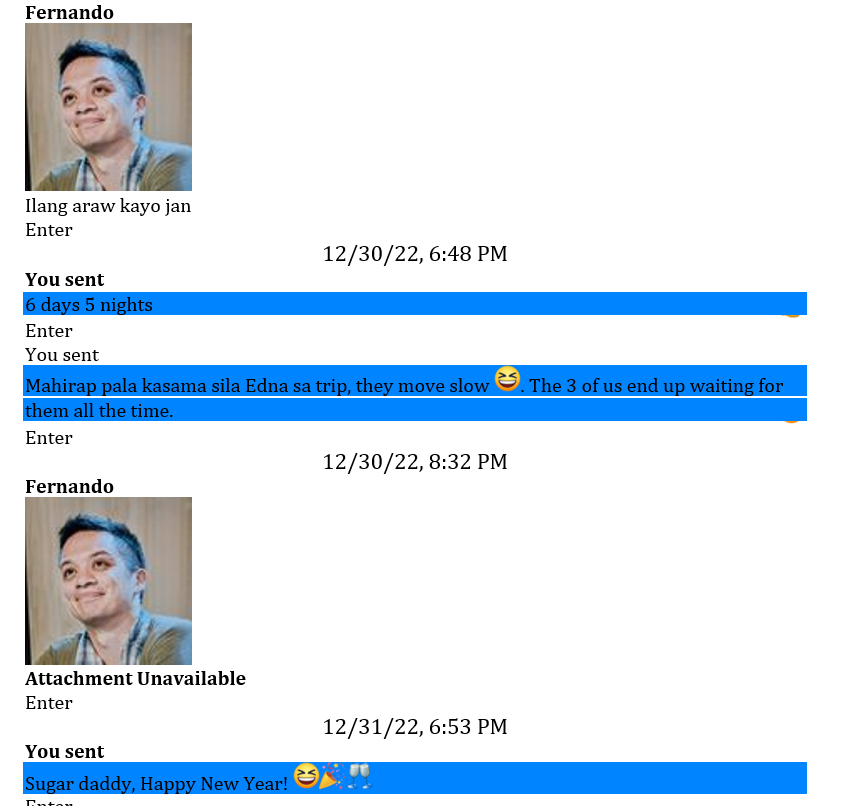 Fernando
Ilang araw kayo jan
Enter
12/30/22, 6:48 PM
You sent
6 days 5 nights
Enter
You sent
Mahirap pala kasama sila Edna sa trip, they move slow 😆. The 3 of us end up waiting for
them all the time.
Enter
12/30/22, 8:32 PM
Fernando
Attachment Unavailable
Enter
12/31/22, 6:53 PM
You sent
Sugar daddy, Happy New Year! 😆🎉🥂
Enter